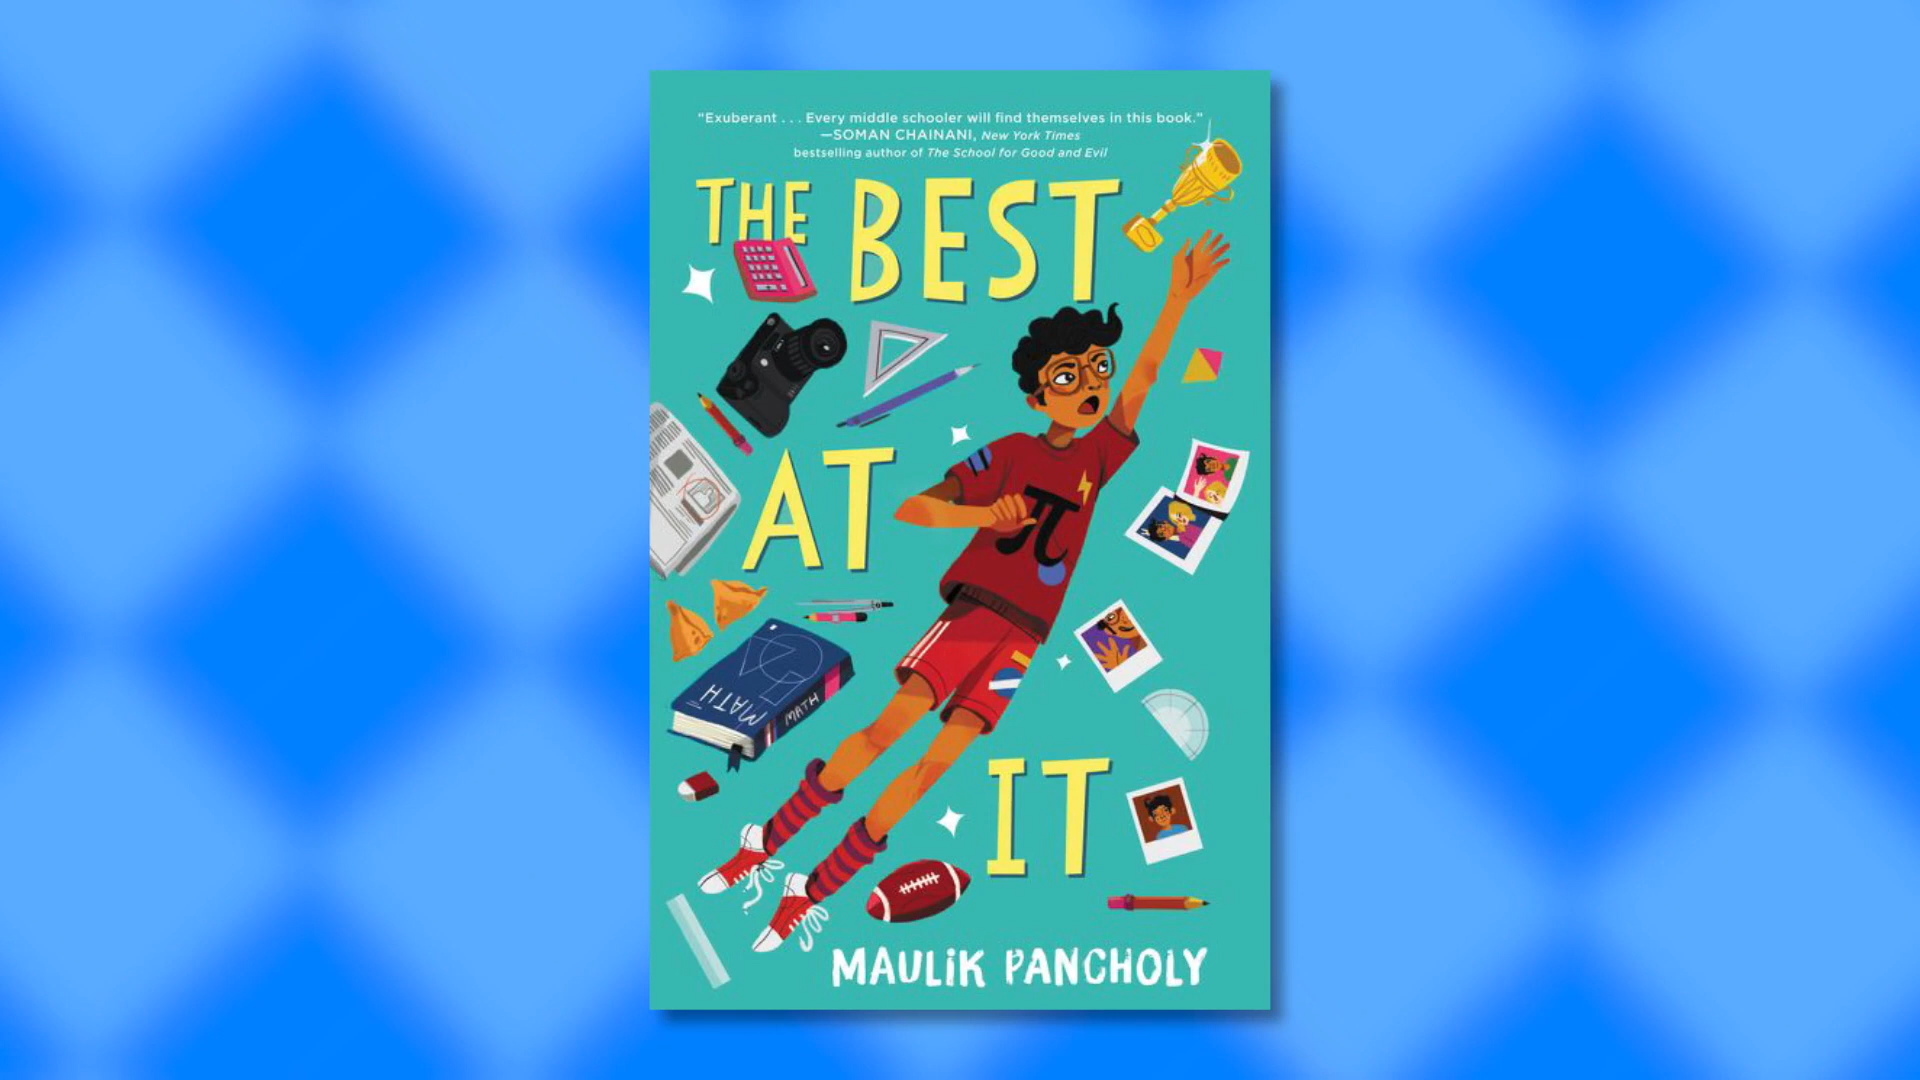 "Exuberant . . . Every middle schooler will find themselves in this book."
—SOMAN CHAINANI, New York Times
bestselling author of The School for Good and Evil
THE BEST
AT
MATH
MATH
IT
MAULiK PANCHOLY